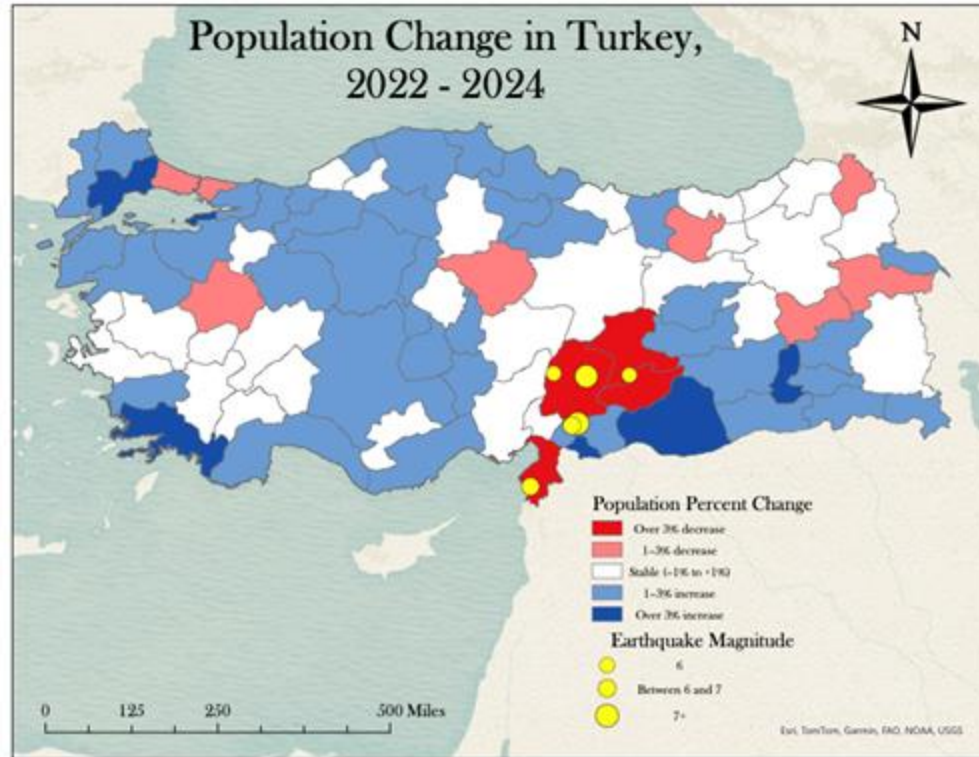 Population Change in Turkey,
2022 - 2024
N
Population Percent Change
Over 3% decrease
1-3% decrease
Stable (-1% to +1%)
1-3% increase
Over 3% increase
Earthquake Magnitude
6
Between 6 and 7
7+
0 125 250 500 Miles
Esri, TomTom, Garmin, FAO, NOAA, USGS